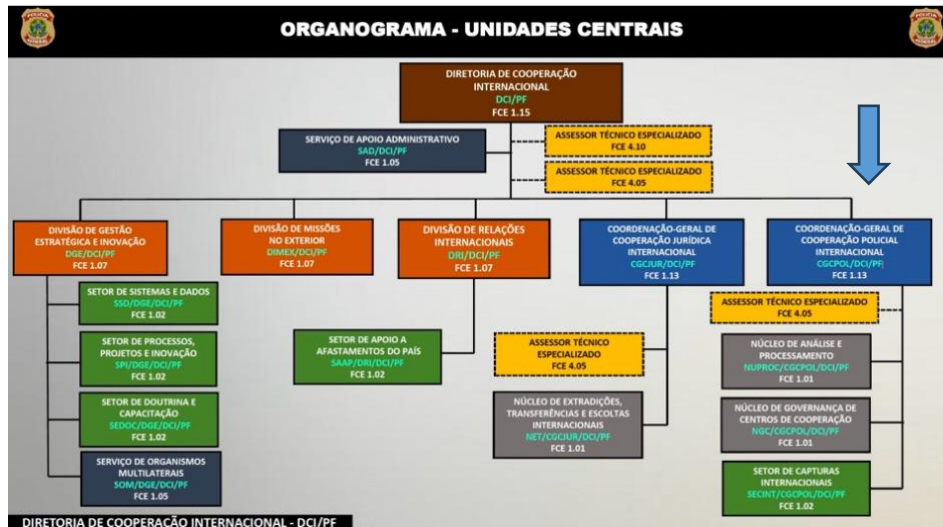 ORGANOGRAMA - UNIDADES CENTRAIS
DIRETORIA DE COOPERAÇÃO
INTERNACIONAL
DCI/PF
FCE 1.15
SERVIÇO DE APOIO ADMINISTRATIVO
SAD/DCI/PF
FCE 1.05
ASSESSOR TÉCNICO ESPECIALIZADO
FCE 4.10
ASSESSOR TÉCNICO ESPECIALIZADO
FCE 4.05
DIVISÃO DE GESTÃO
ESTRATÉGICA E INOVAÇÃO
DGE/DCI/PF
FCE 1.07
SETOR DE SISTEMAS E DADOS
SSD/DGE/DCI/PF
FCE 1.02
SETOR DE PROCESSOS,
PROJETOS E INOVAÇÃO
SPI/DGE/DCI/PF
FCE 1.02
SETOR DE DOUTRINA E
CAPACITAÇÃO
SEDOC/DGE/DCI/PF
FCE 1.02
SERVIÇO DE ORGANISMOS
MULTILATERAIS
SOM/DGE/DCI/PF
FCE 1.05
DIVISÃO DE MISSÕES
NO EXTERIOR
DIMEX/DCI/PF
FCE 1.07
DIVISÃO DE RELAÇÕES
INTERNACIONAIS
DRI/DCI/PF
FCE 1.07
SETOR DE APOIO A
AFASTAMENTOS DO PAÍS
SAAP/DRI/DCI/PF
FCE 1.02
COORDENAÇÃO-GERAL DE
COOPERAÇÃO JURÍDICA
INTERNACIONAL
CGCJUR/DCI/PF
FCE 1.13
ASSESSOR TÉCNICO
ESPECIALIZADO
FCE 4.05
NÚCLEO DE EXTRADIÇÕES,
TRANSFERÊNCIAS E ESCOLTAS
INTERNACIONAIS
NET/CGCJUR/DCI/PF
FCE 1.01
COORDENAÇÃO-GERAL DE
COOPERAÇÃO POLICIAL
INTERNACIONAL
CGCPOL/DCI/PF
FCE 1.13
ASSESSOR TÉCNICO ESPECIALIZADO
FCE 4.05
NÚCLEO DE ANÁLISE E
PROCESSAMENTO
NUPROC/CGCPOL/DCI/PF
FCE 1.01
NÚCLEO DE GOVERNANÇA DE
CENTROS DE COOPERAÇÃO
NGC/CGCPOL/DCI/PF
FCE 1.01
SETOR DE CAPTURAS
INTERNACIONAIS
SECINT/CGCPOL/DCI/PF
FCE 1.02
DIRETORIA DE COOPERAÇÃO INTERNACIONAL - DCI/PF